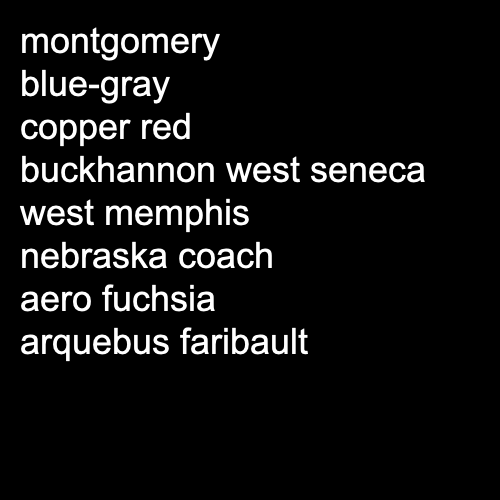 montgomery
blue-gray
copper red
buckhannon west seneca
west memphis
nebraska coach
aero fuchsia
arquebus faribault